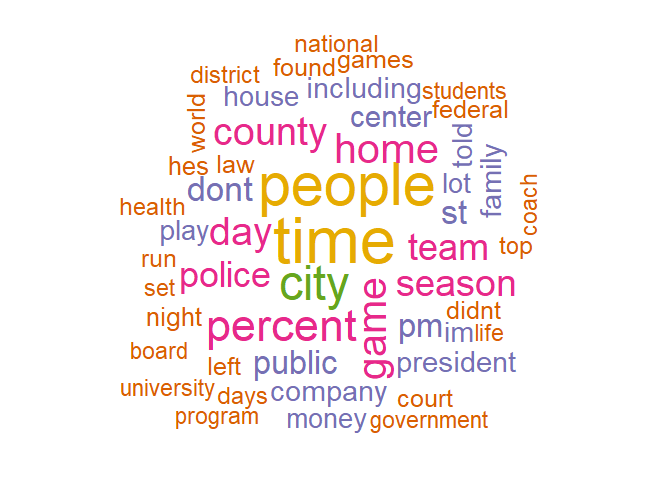 national
found games
district
house including students
world
county center federal
home told
hes law
dont people lot family
health
st coach
play day time team top
run
police city season
set
night percent game didnt
pm im life
board
left public president
university days company court
program money government